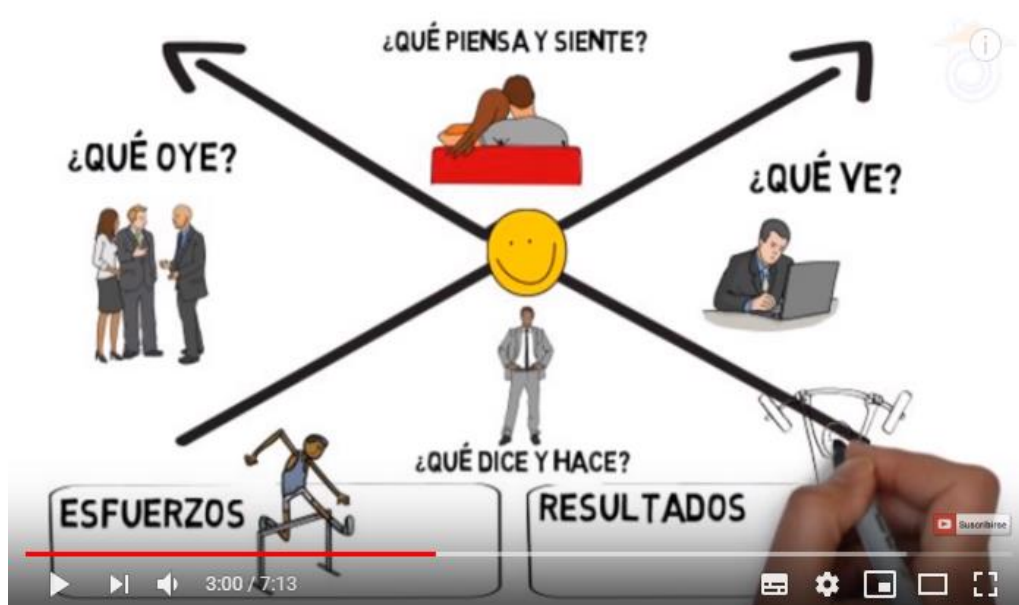 ¿QUÉ PIENSA Y SIENTE?
¿QUÉ OYE?
¿QUÉ VE?
¿QUÉ DICE Y HACE?
ESFUERZOS
RESULTADOS
Suscribirse
3:00 / 7:13